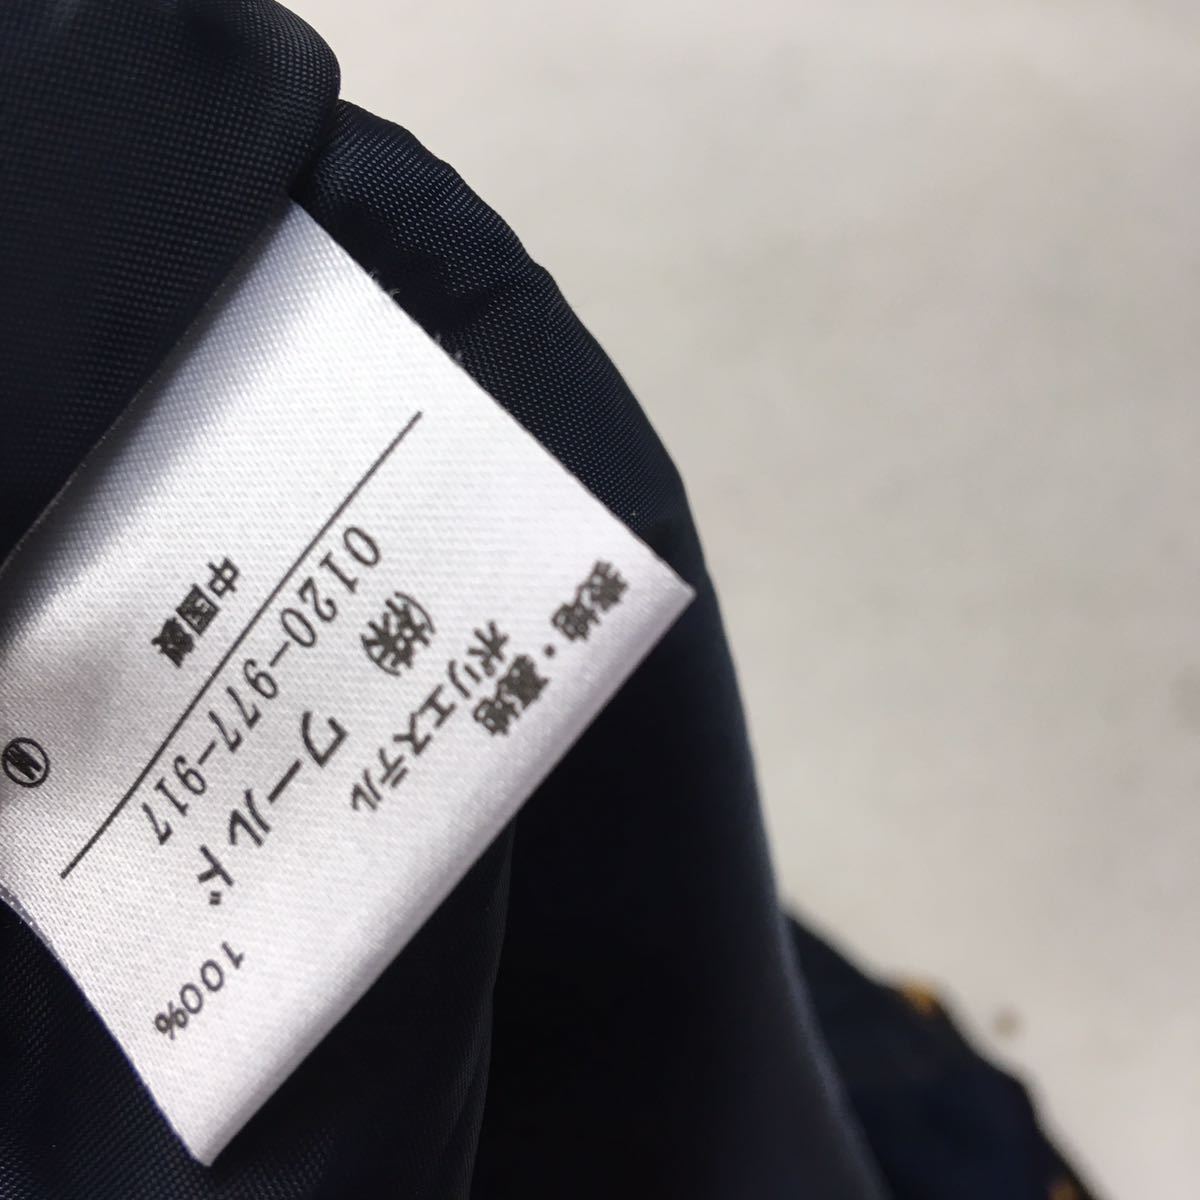 表地・裏地
ポリエステル 100%
(株) ワールド
0120-977-917
中国製
W